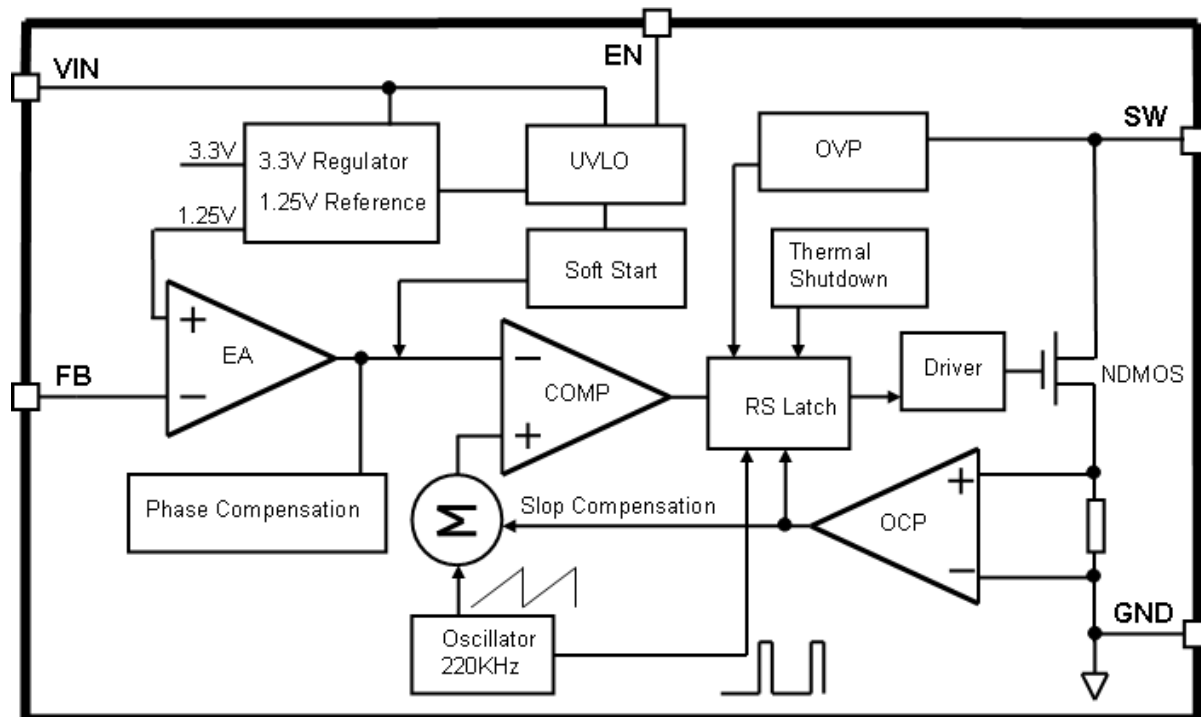 EN
VIN
SW
3.3V
3.3V Regulator
1.25V Reference
1.25V
UVLO
OVP
Soft Start
Thermal
Shutdown
+
EA
−
FB
−
COMP
+
RS Latch
Driver
NDMOS
Phase Compensation
Σ
Slop Compensation
+
OCP
−
GND
Oscillator
220KHz